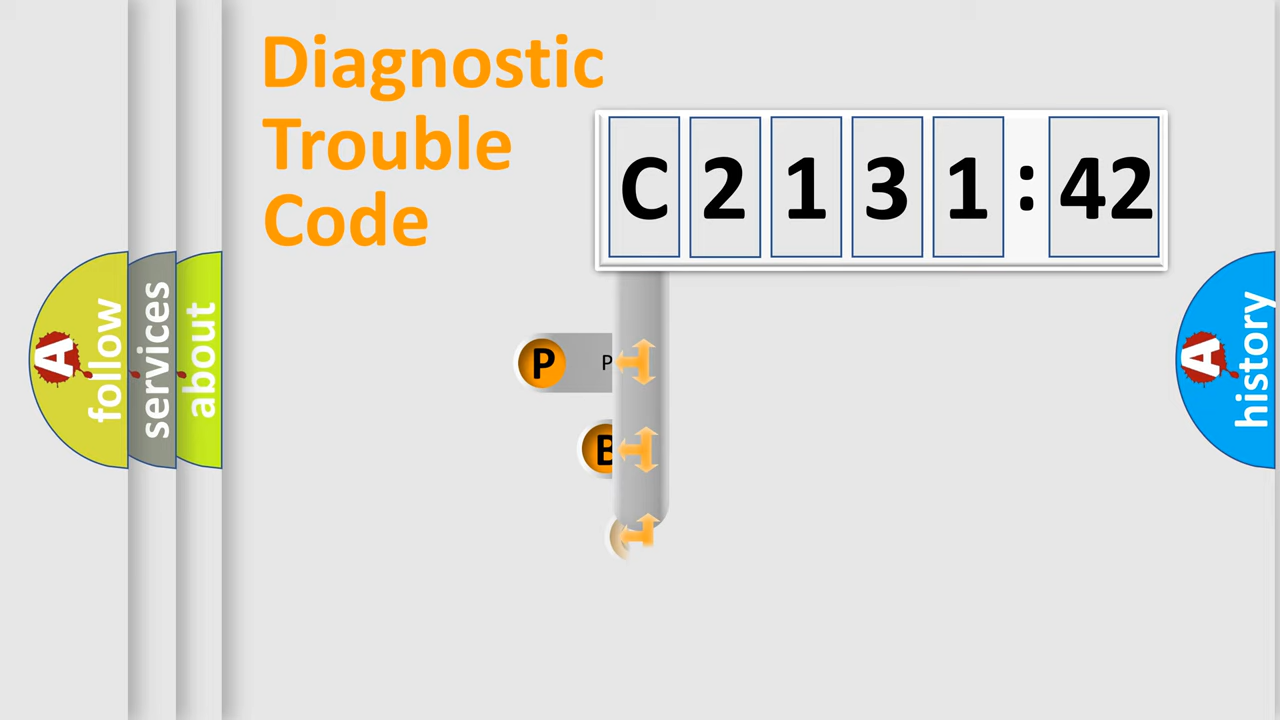 Diagnostic
Trouble
Code
C2131:42
P
P
B
A
follow
services
about
A
history